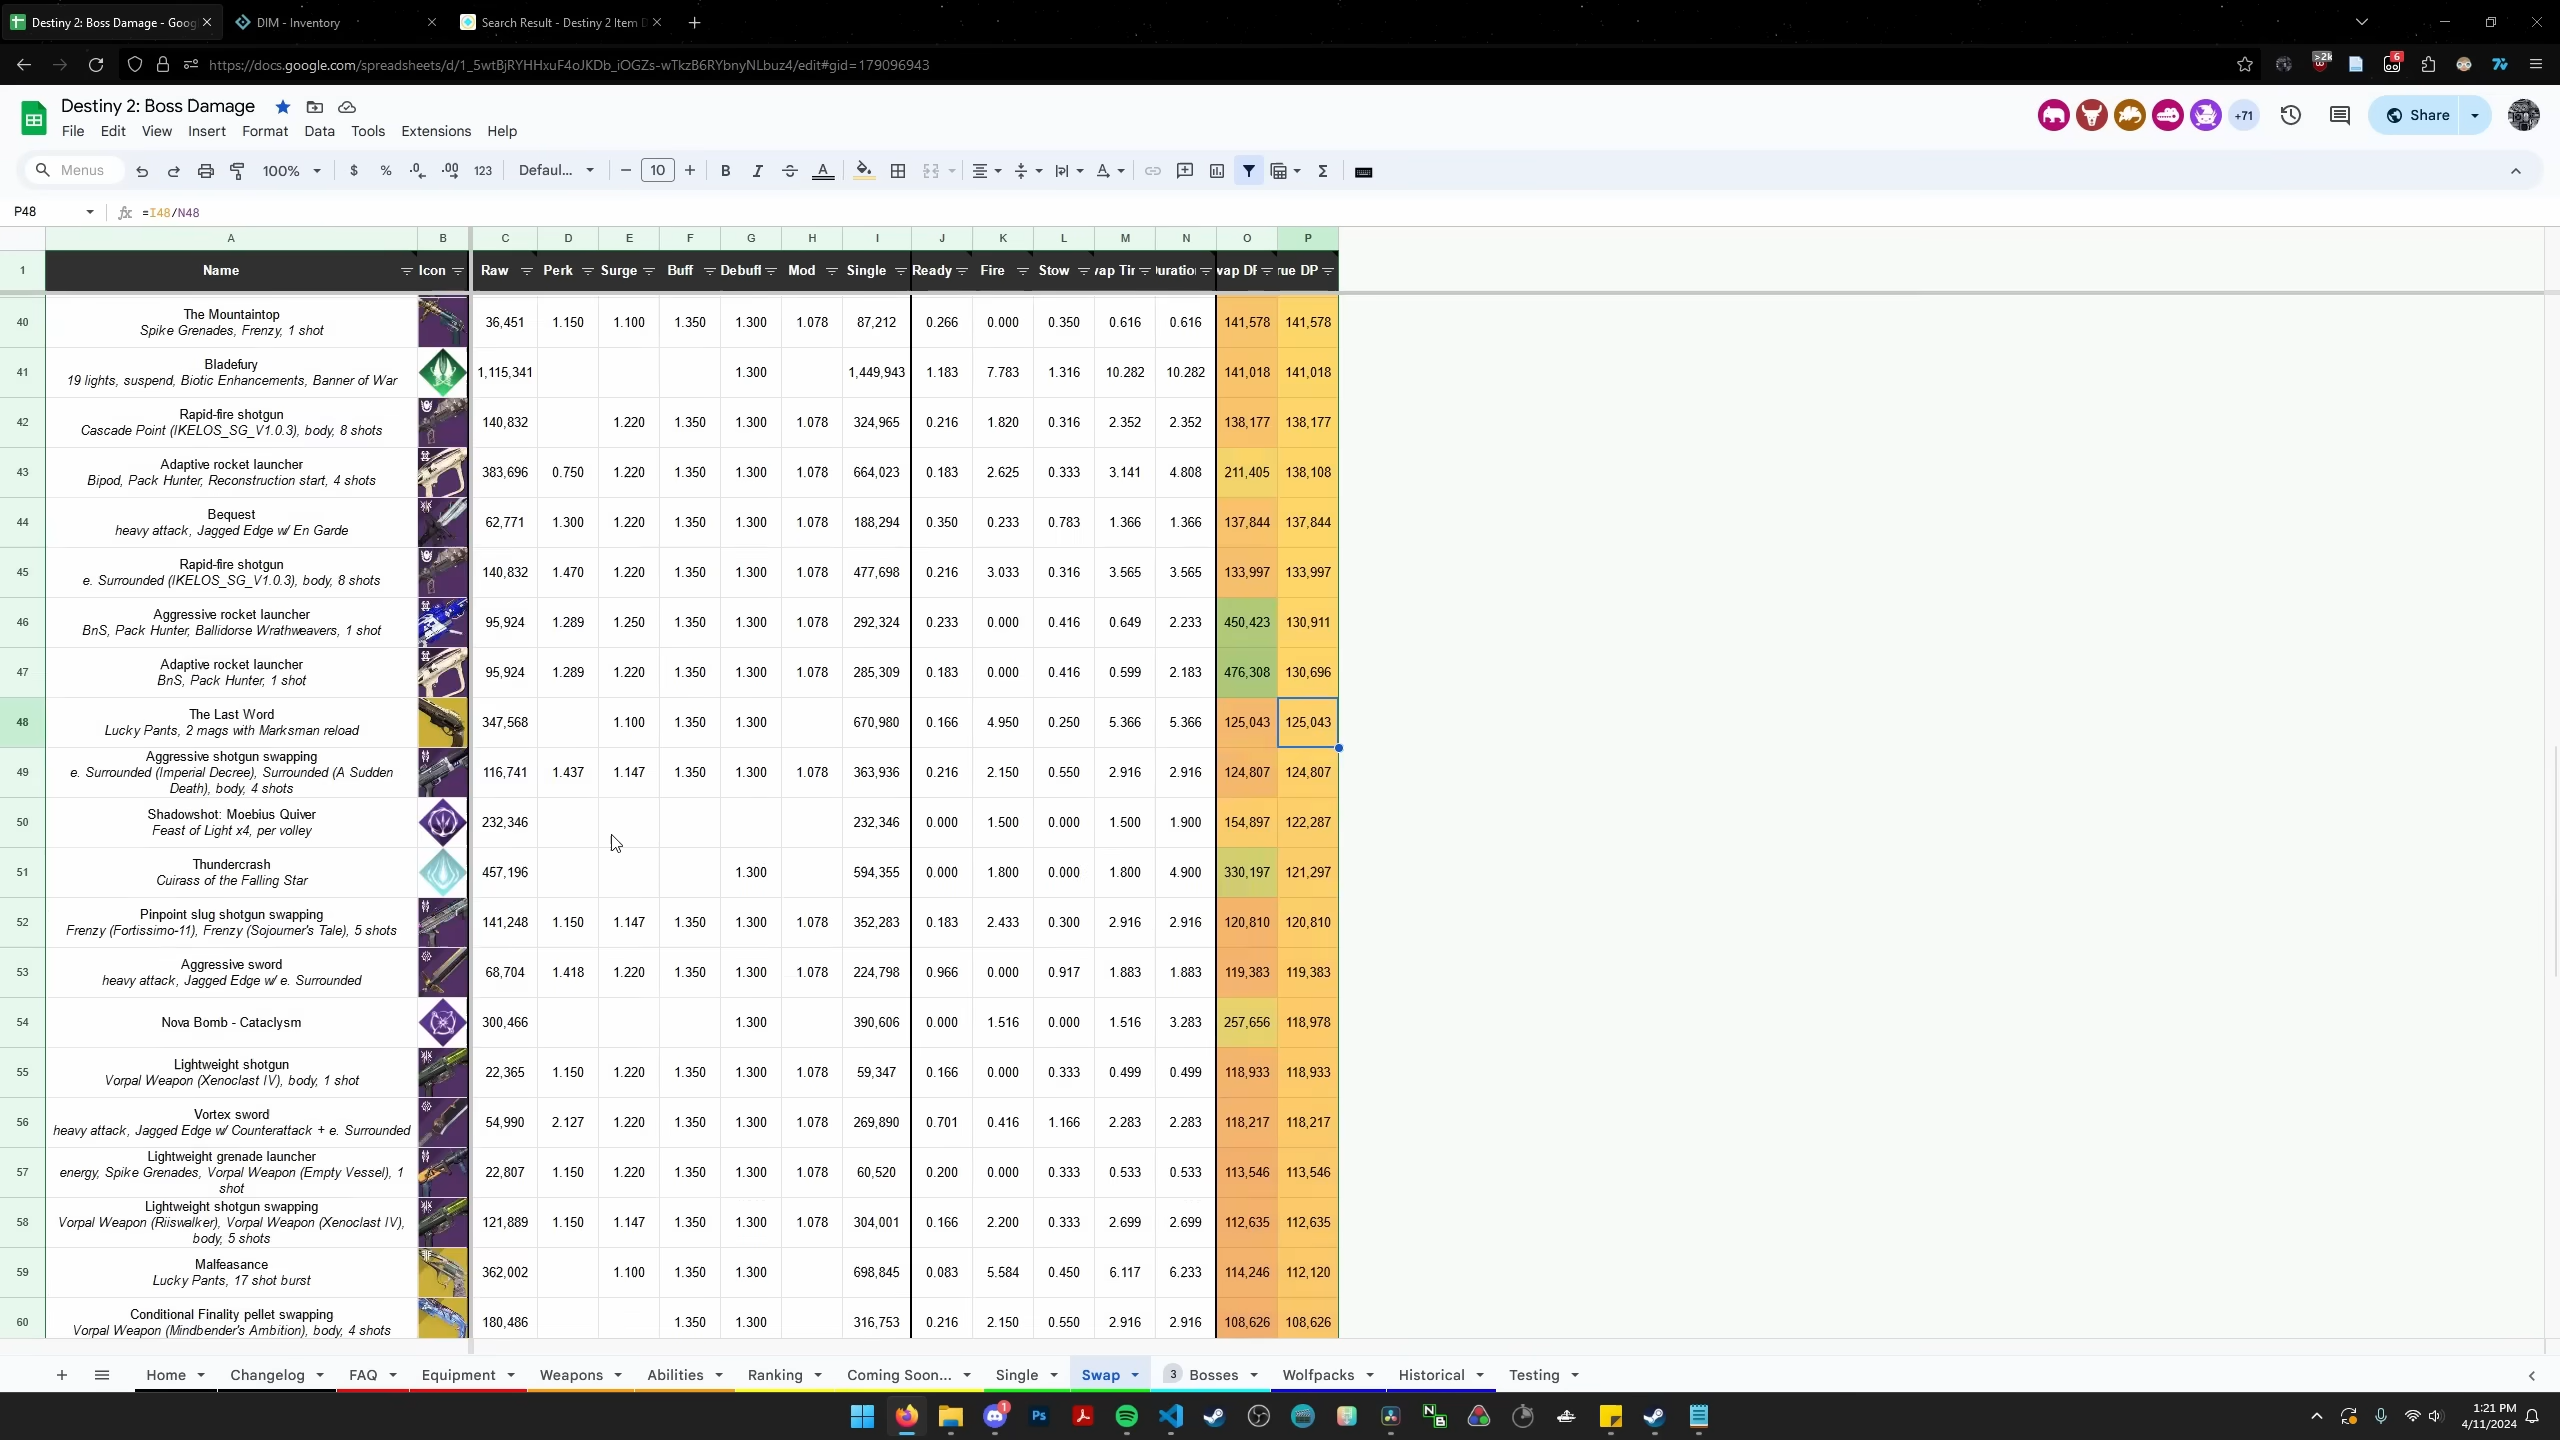 Destiny 2: Boss Damage - Goog
DIM - Inventory
Search Result - Destiny 2 Item D
https://docs.google.com/spreadsheets/d/1_5wtBjRYHHxuF4oJKDb_iOGZs-wTkzB6RYbnyNLbuz4/edit#gid=179096943
>2k
6
Destiny 2: Boss Damage
File Edit View Insert Format Data Tools Extensions Help
+71
Share
Menus
100%
$ % .0 .00 123
Defaul...
10
B I A
P48
=I48/N48
A B C D E F G H I J K L M N O P
1 Name Icon Raw Perk Surge Buff Debuff Mod Single Ready Fire Stow vap Tir Duratio wap DF rue DP
40 The Mountaintop 36,451 1.150 1.100 1.350 1.300 1.078 87,212 0.266 0.000 0.350 0.616 0.616 141,578 141,578
Spike Grenades, Frenzy, 1 shot
41 Bladefury 1,115,341 1.300 1,449,943 1.183 7.783 1.316 10.282 10.282 141,018 141,018
19 lights, suspend, Biotic Enhancements, Banner of War
42 Rapid-fire shotgun 140,832 1.220 1.350 1.300 1.078 324,965 0.216 1.820 0.316 2.352 2.352 138,177 138,177
Cascade Point (IKELOS_SG_V1.0.3), body, 8 shots
43 Adaptive rocket launcher 383,696 0.750 1.220 1.350 1.300 1.078 664,023 0.183 2.625 0.333 3.141 4.808 211,405 138,108
Bipod, Pack Hunter, Reconstruction start, 4 shots
44 Bequest 62,771 1.300 1.220 1.350 1.300 1.078 188,294 0.350 0.233 0.783 1.366 1.366 137,844 137,844
heavy attack, Jagged Edge w/ En Garde
45 Rapid-fire shotgun 140,832 1.470 1.220 1.350 1.300 1.078 477,698 0.216 3.033 0.316 3.565 3.565 133,997 133,997
e. Surrounded (IKELOS_SG_V1.0.3), body, 8 shots
46 Aggressive rocket launcher 95,924 1.289 1.250 1.350 1.300 1.078 292,324 0.233 0.000 0.416 0.649 2.233 450,423 130,911
BnS, Pack Hunter, Ballidorse Wrathweavers, 1 shot
47 Adaptive rocket launcher 95,924 1.289 1.220 1.350 1.300 1.078 285,309 0.183 0.000 0.416 0.599 2.183 476,308 130,696
BnS, Pack Hunter, 1 shot
48 The Last Word 347,568 1.100 1.350 1.300 670,980 0.166 4.950 0.250 5.366 5.366 125,043 125,043
Lucky Pants, 2 mags with Marksman reload
49 Aggressive shotgun swapping 116,741 1.437 1.147 1.350 1.300 1.078 363,936 0.216 2.150 0.550 2.916 2.916 124,807 124,807
e. Surrounded (Imperial Decree), Surrounded (A Sudden
Death), body, 4 shots
50 Shadowshot: Moebius Quiver 232,346 232,346 0.000 1.500 0.000 1.500 1.900 154,897 122,287
Feast of Light x4, per volley
51 Thundercrash 457,196 1.300 594,355 0.000 1.800 0.000 1.800 4.900 330,197 121,297
Cuirass of the Falling Star
52 Pinpoint slug shotgun swapping 141,248 1.150 1.147 1.350 1.300 1.078 352,283 0.183 2.433 0.300 2.916 2.916 120,810 120,810
Frenzy (Fortissimo-11), Frenzy (Sojourner's Tale), 5 shots
53 Aggressive sword 68,704 1.418 1.220 1.350 1.300 1.078 224,798 0.966 0.000 0.917 1.883 1.883 119,383 119,383
heavy attack, Jagged Edge w/ e. Surrounded
54 Nova Bomb - Cataclysm 300,466 1.300 390,606 0.000 1.516 0.000 1.516 3.283 257,656 118,978
55 Lightweight shotgun 22,365 1.150 1.220 1.350 1.300 1.078 59,347 0.166 0.000 0.333 0.499 0.499 118,933 118,933
Vorpal Weapon (Xenoclast IV), body, 1 shot
56 Vortex sword 54,990 2.127 1.220 1.350 1.300 1.078 269,890 0.701 0.416 1.166 2.283 2.283 118,217 118,217
heavy attack, Jagged Edge w/ Counterattack + e. Surrounded
57 Lightweight grenade launcher 22,807 1.150 1.220 1.350 1.300 1.078 60,520 0.200 0.000 0.333 0.533 0.533 113,546 113,546
energy, Spike Grenades, Vorpal Weapon (Empty Vessel), 1
shot
58 Lightweight shotgun swapping 121,889 1.150 1.147 1.350 1.300 1.078 304,001 0.166 2.200 0.333 2.699 2.699 112,635 112,635
Vorpal Weapon (Riiswalker), Vorpal Weapon (Xenoclast IV),
body, 5 shots
59 Malfeasance 362,002 1.100 1.350 1.300 698,845 0.083 5.584 0.450 6.117 6.233 114,246 112,120
Lucky Pants, 17 shot burst
60 Conditional Finality pellet swapping 180,486 1.350 1.300 316,753 0.216 2.150 0.550 2.916 2.916 108,626 108,626
Vorpal Weapon (Mindbender's Ambition), body, 4 shots
Home Changelog FAQ Equipment Weapons Abilities Ranking Coming Soon... Single Swap 3 Bosses Wolfpacks Historical Testing
1
Ps
N
B
1:21 PM
4/11/2024